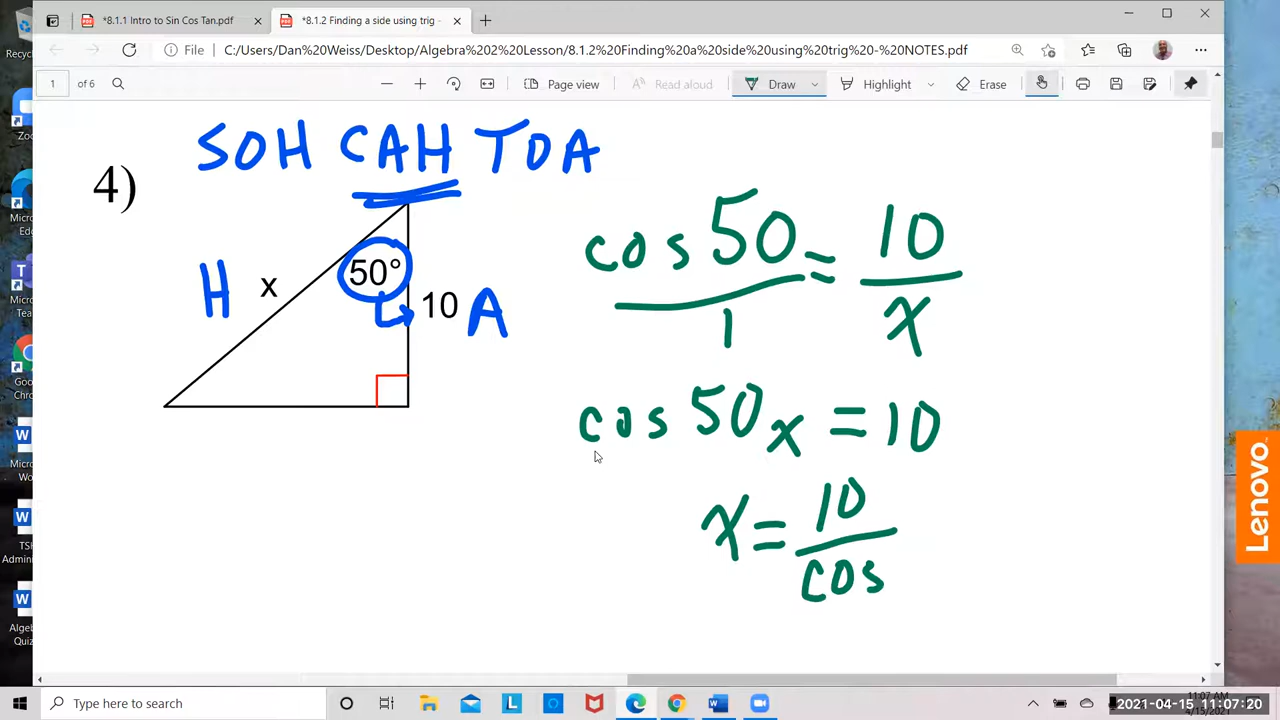 *8.1.1 Intro to Sin Cos Tan.pdf
*8.1.2 Finding a side using trig -
File
C:/Users/Dan%20Weiss/Desktop/Algebra%202%20Lesson/8.1.2%20Finding%20a%20side%20using%20trig%20-%20NOTES.pdf
1 of 6
Page view
Read aloud
Draw
Highlight
Erase
SOH CAH TOA
4)
H x 50° 10 A
cos 50 = 10
1 x
cos 50 x = 10
x = 10
cos
Lenovo
Type here to search
2021-04-15 11:07:20